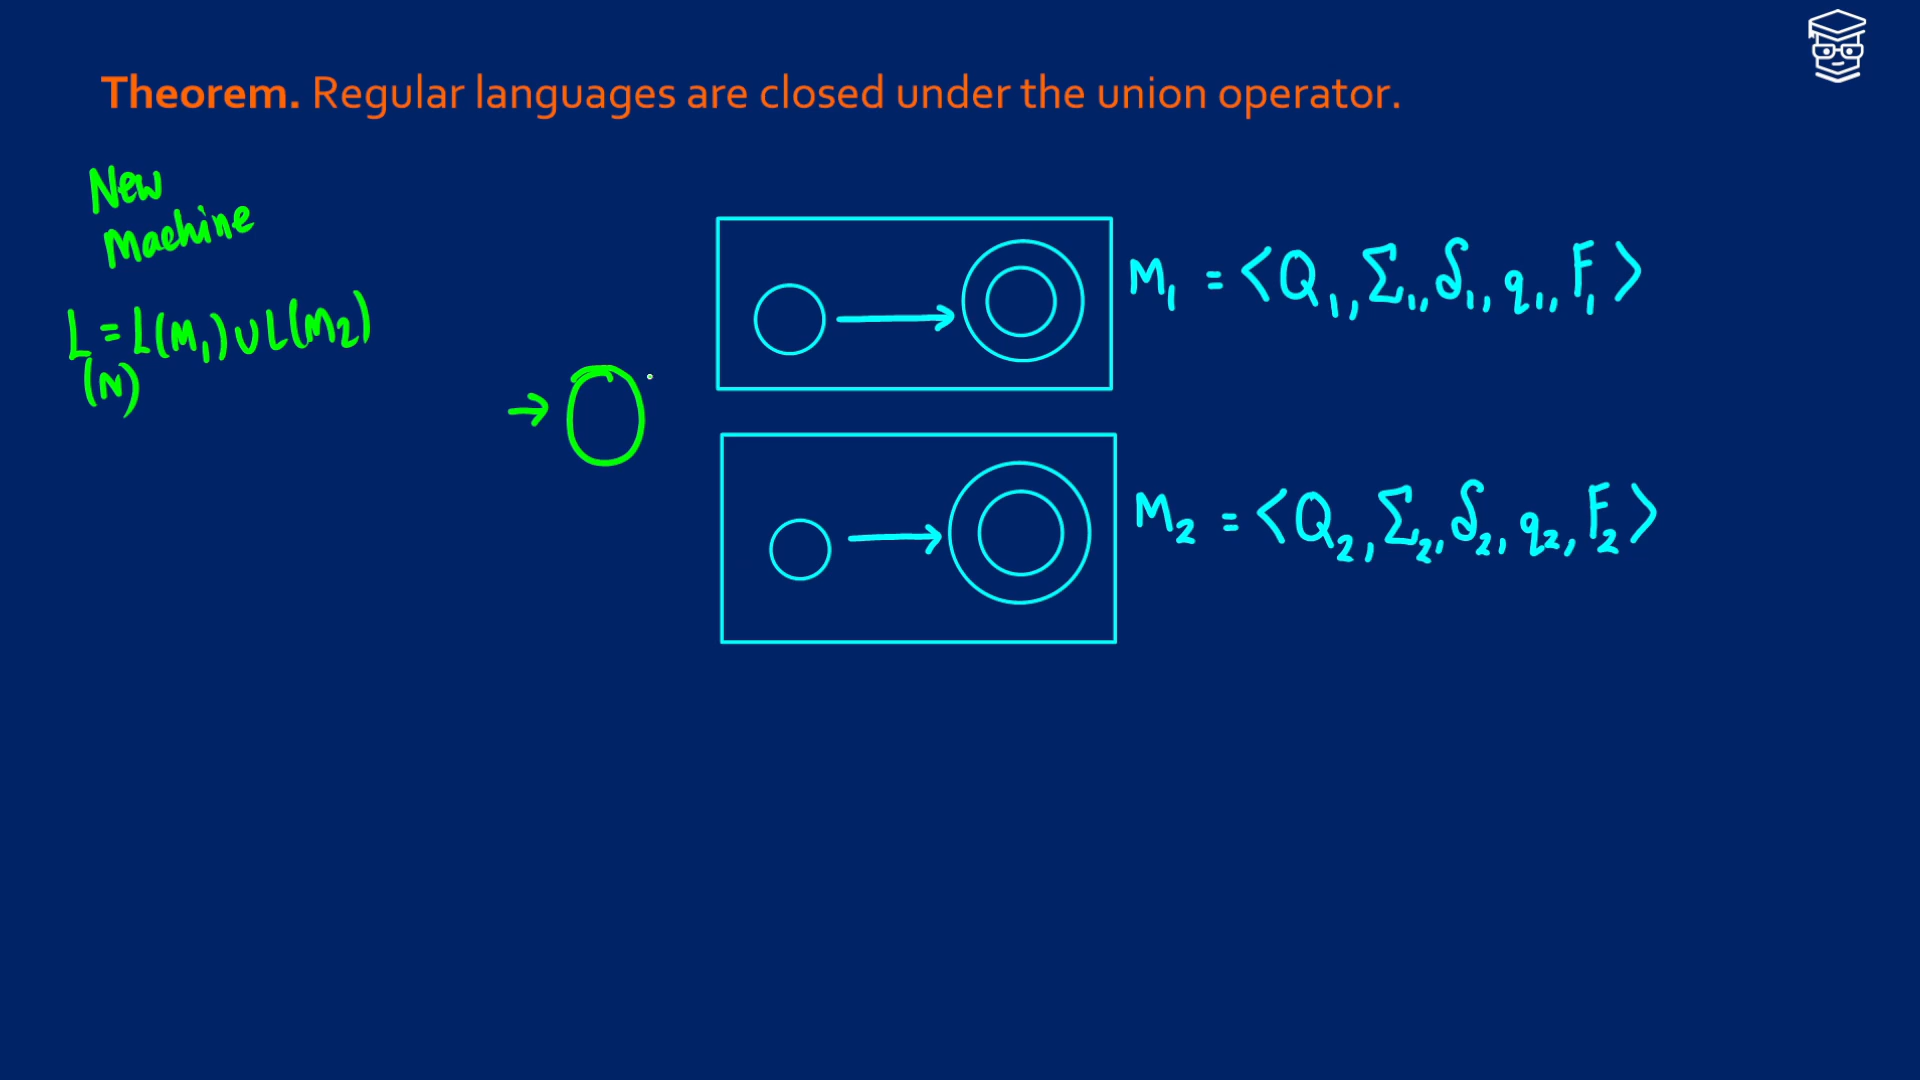 Theorem. Regular languages are closed under the union operator.
New
Machine
L = L(M₁) ∪ L(M₂)
(N)
M₁ = <Q₁, Σ₁, δ₁, q₁, F₁>
M₂ = <Q₂, Σ₂, δ₂, q₂, F₂>